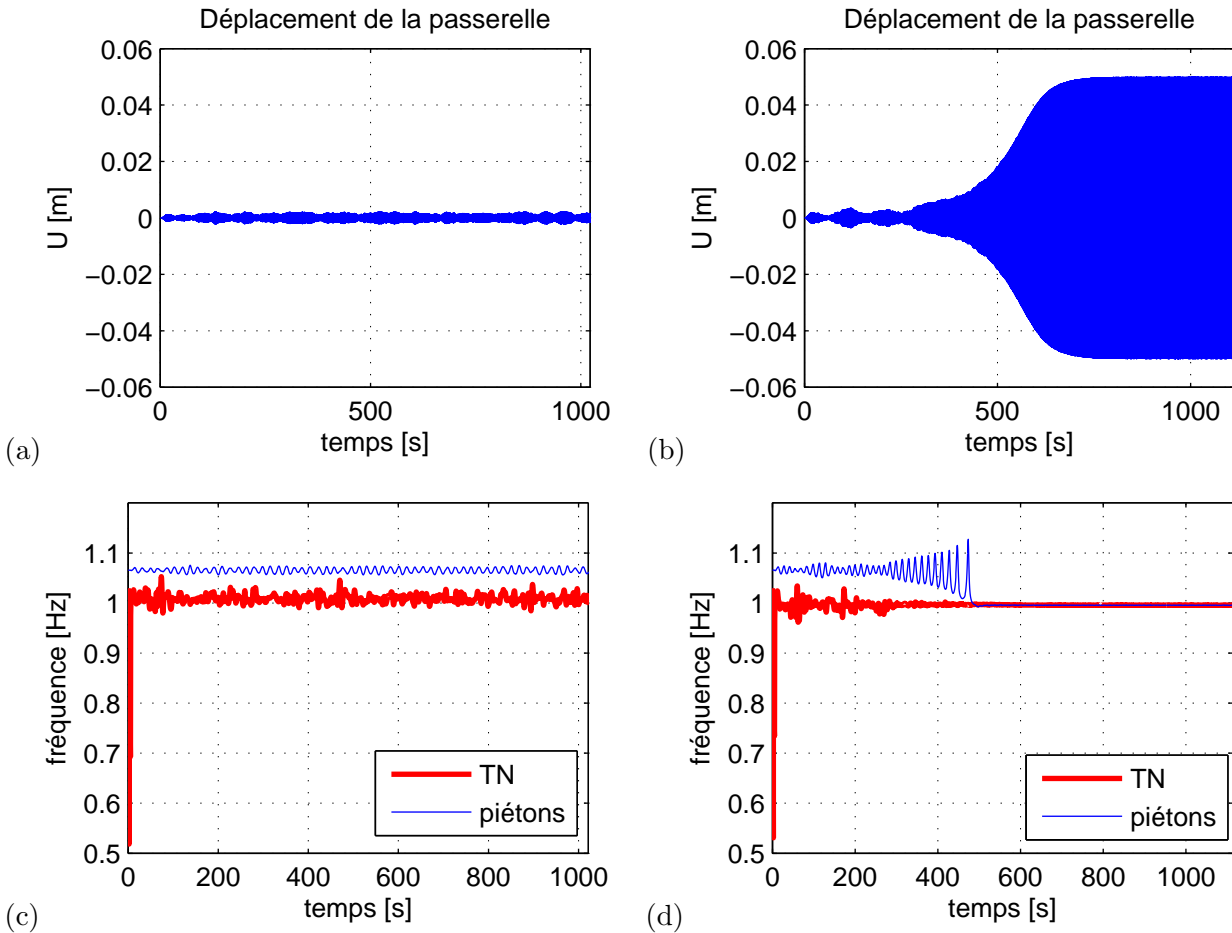 Déplacement de la passerelle
0.06
0.04
0.02
0
−0.02
−0.04
−0.06
U [m]
0
500
1000
temps [s]
(a)
Déplacement de la passerelle
0.06
0.04
0.02
0
−0.02
−0.04
−0.06
U [m]
0
500
1000
temps [s]
(b)
1.1
1
0.9
0.8
0.7
0.6
0.5
fréquence [Hz]
TN
piétons
0
200
400
600
800
1000
temps [s]
(c)
1.1
1
0.9
0.8
0.7
0.6
0.5
fréquence [Hz]
TN
piétons
0
200
400
600
800
1000
temps [s]
(d)